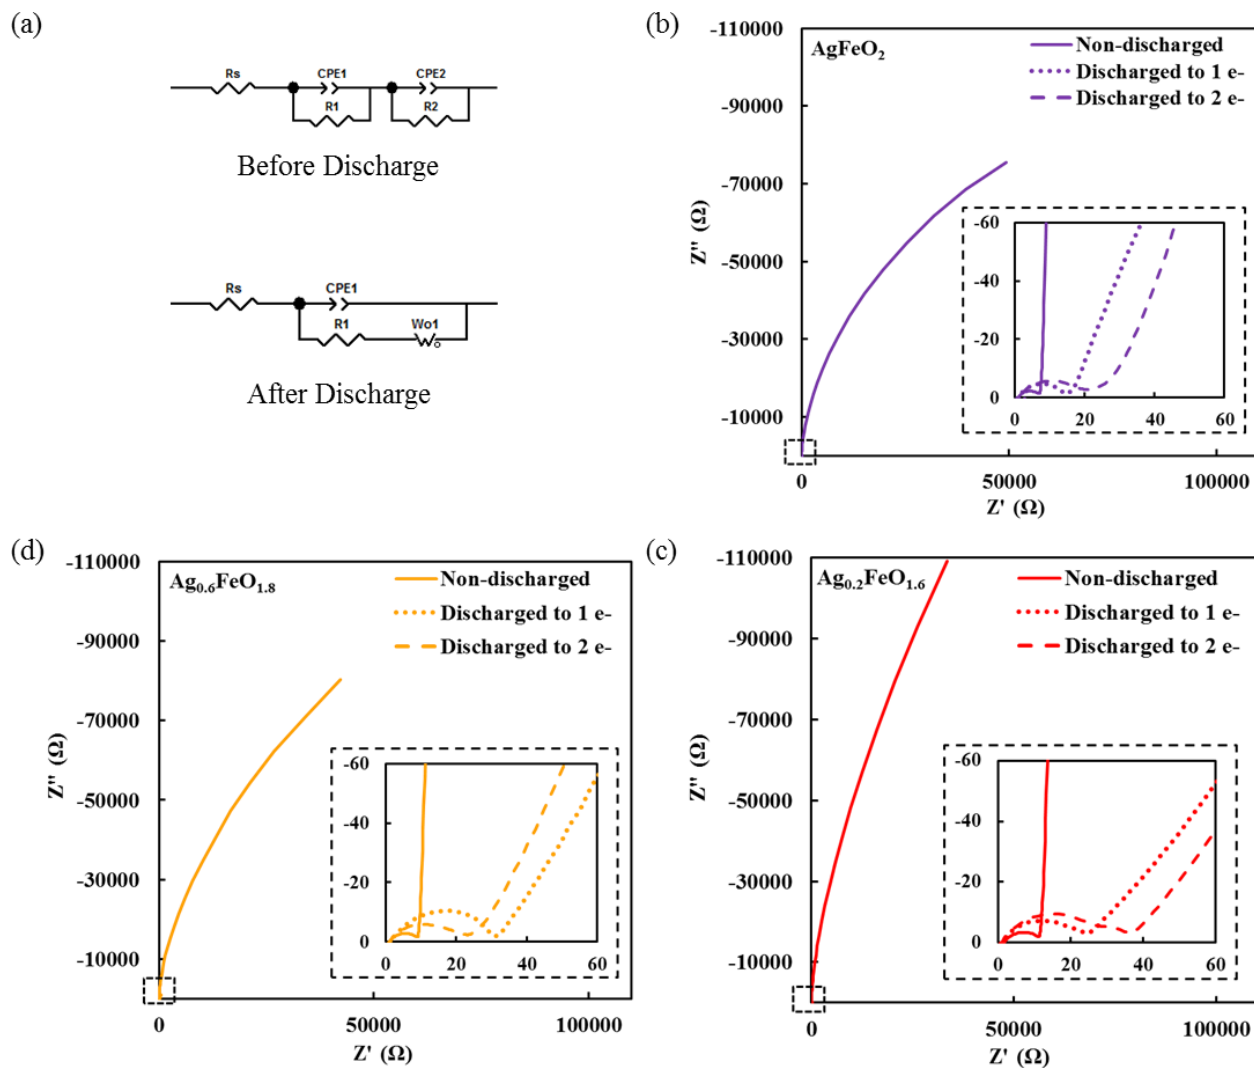 (a)
Rs
CPE1
CPE2
R1
R2
Before Discharge
Rs
CPE1
R1
Wo1
After Discharge
(b)
AgFeO2
Non-discharged
Discharged to 1 e-
Discharged to 2 e-
-110000
-90000
-70000
-50000
-30000
-10000
Z'' (Ω)
-60
-40
-20
0
0
20
40
60
0
50000
100000
Z' (Ω)
(d)
Ag0.6FeO1.8
Non-discharged
Discharged to 1 e-
Discharged to 2 e-
-110000
-90000
-70000
-50000
-30000
-10000
Z'' (Ω)
-60
-40
-20
0
0
20
40
60
0
50000
100000
Z' (Ω)
(c)
Ag0.2FeO1.6
Non-discharged
Discharged to 1 e-
Discharged to 2 e-
-110000
-90000
-70000
-50000
-30000
-10000
Z'' (Ω)
-60
-40
-20
0
0
20
40
60
0
50000
100000
Z' (Ω)